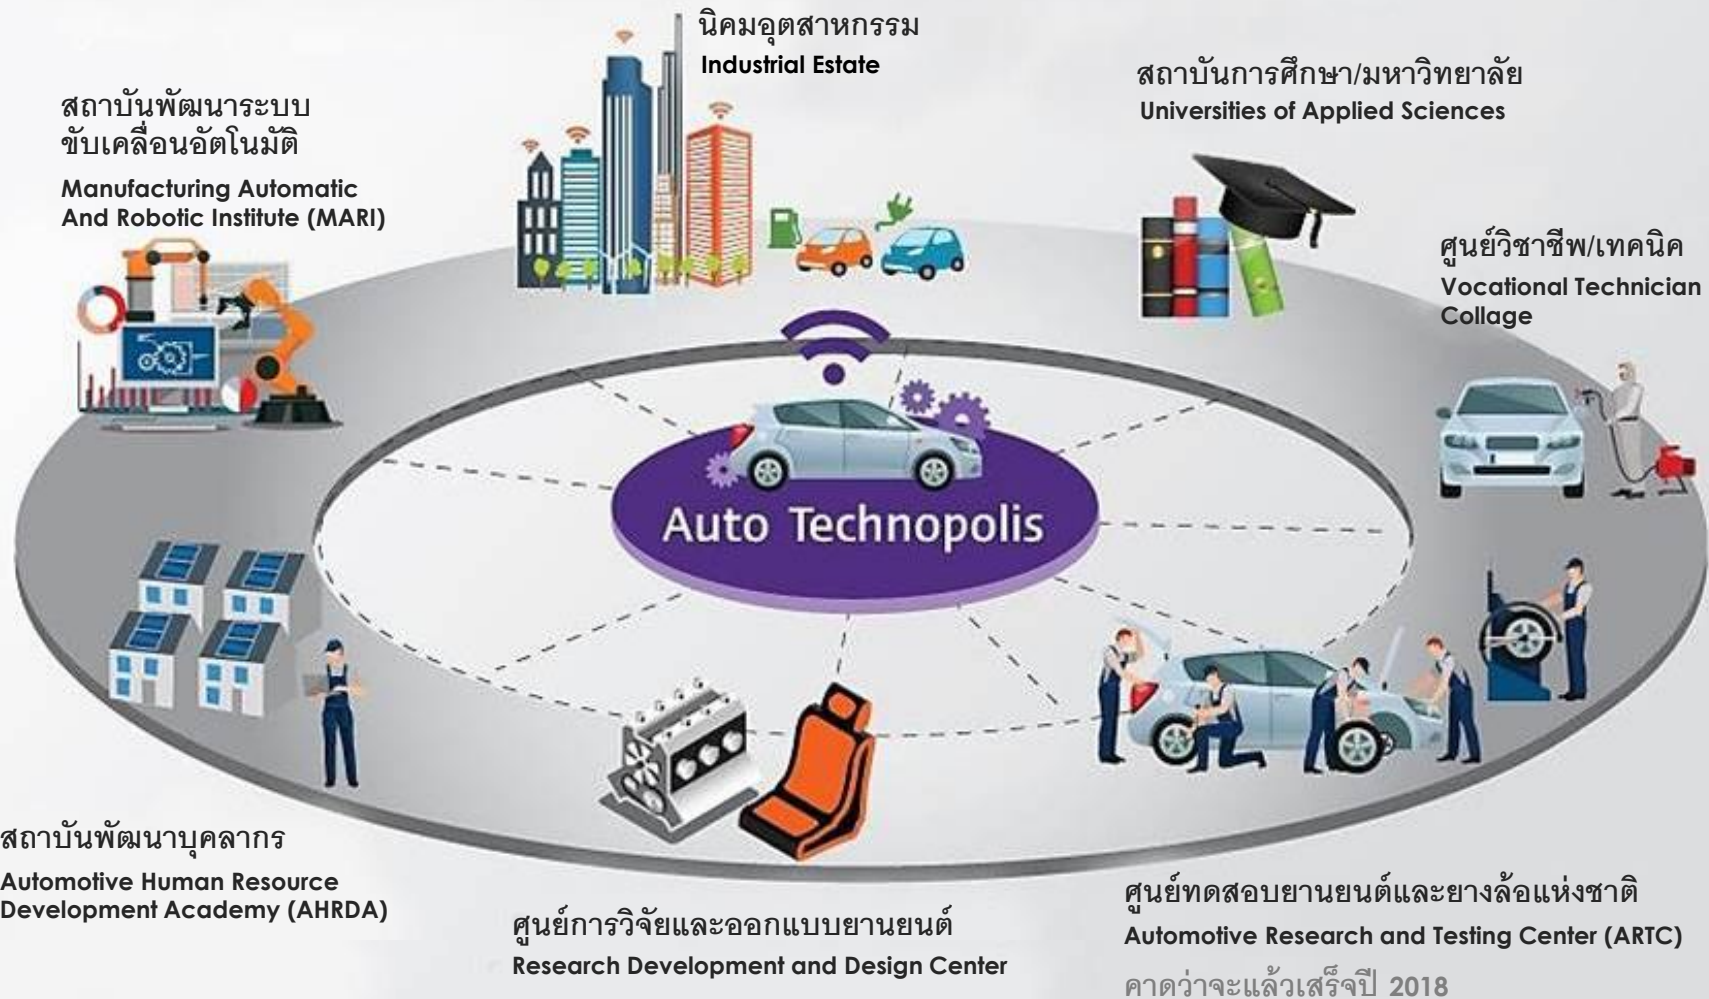 นิคมอุตสาหกรรม
Industrial Estate
สถาบันการศึกษา/มหาวิทยาลัย
Universities of Applied Sciences
สถาบันพัฒนาระบบ
ขับเคลื่อนอัตโนมัติ
Manufacturing Automatic
And Robotic Institute (MARI)
ศูนย์วิชาชีพ/เทคนิค
Vocational Technician
Collage
Auto Technopolis
สถาบันพัฒนาบุคลากร
Automotive Human Resource
Development Academy (AHRDA)
ศูนย์การวิจัยและออกแบบยานยนต์
Research Development and Design Center
ศูนย์ทดสอบยานยนต์และยางล้อแห่งชาติ
Automotive Research and Testing Center (ARTC)
คาดว่าจะแล้วเสร็จปี 2018